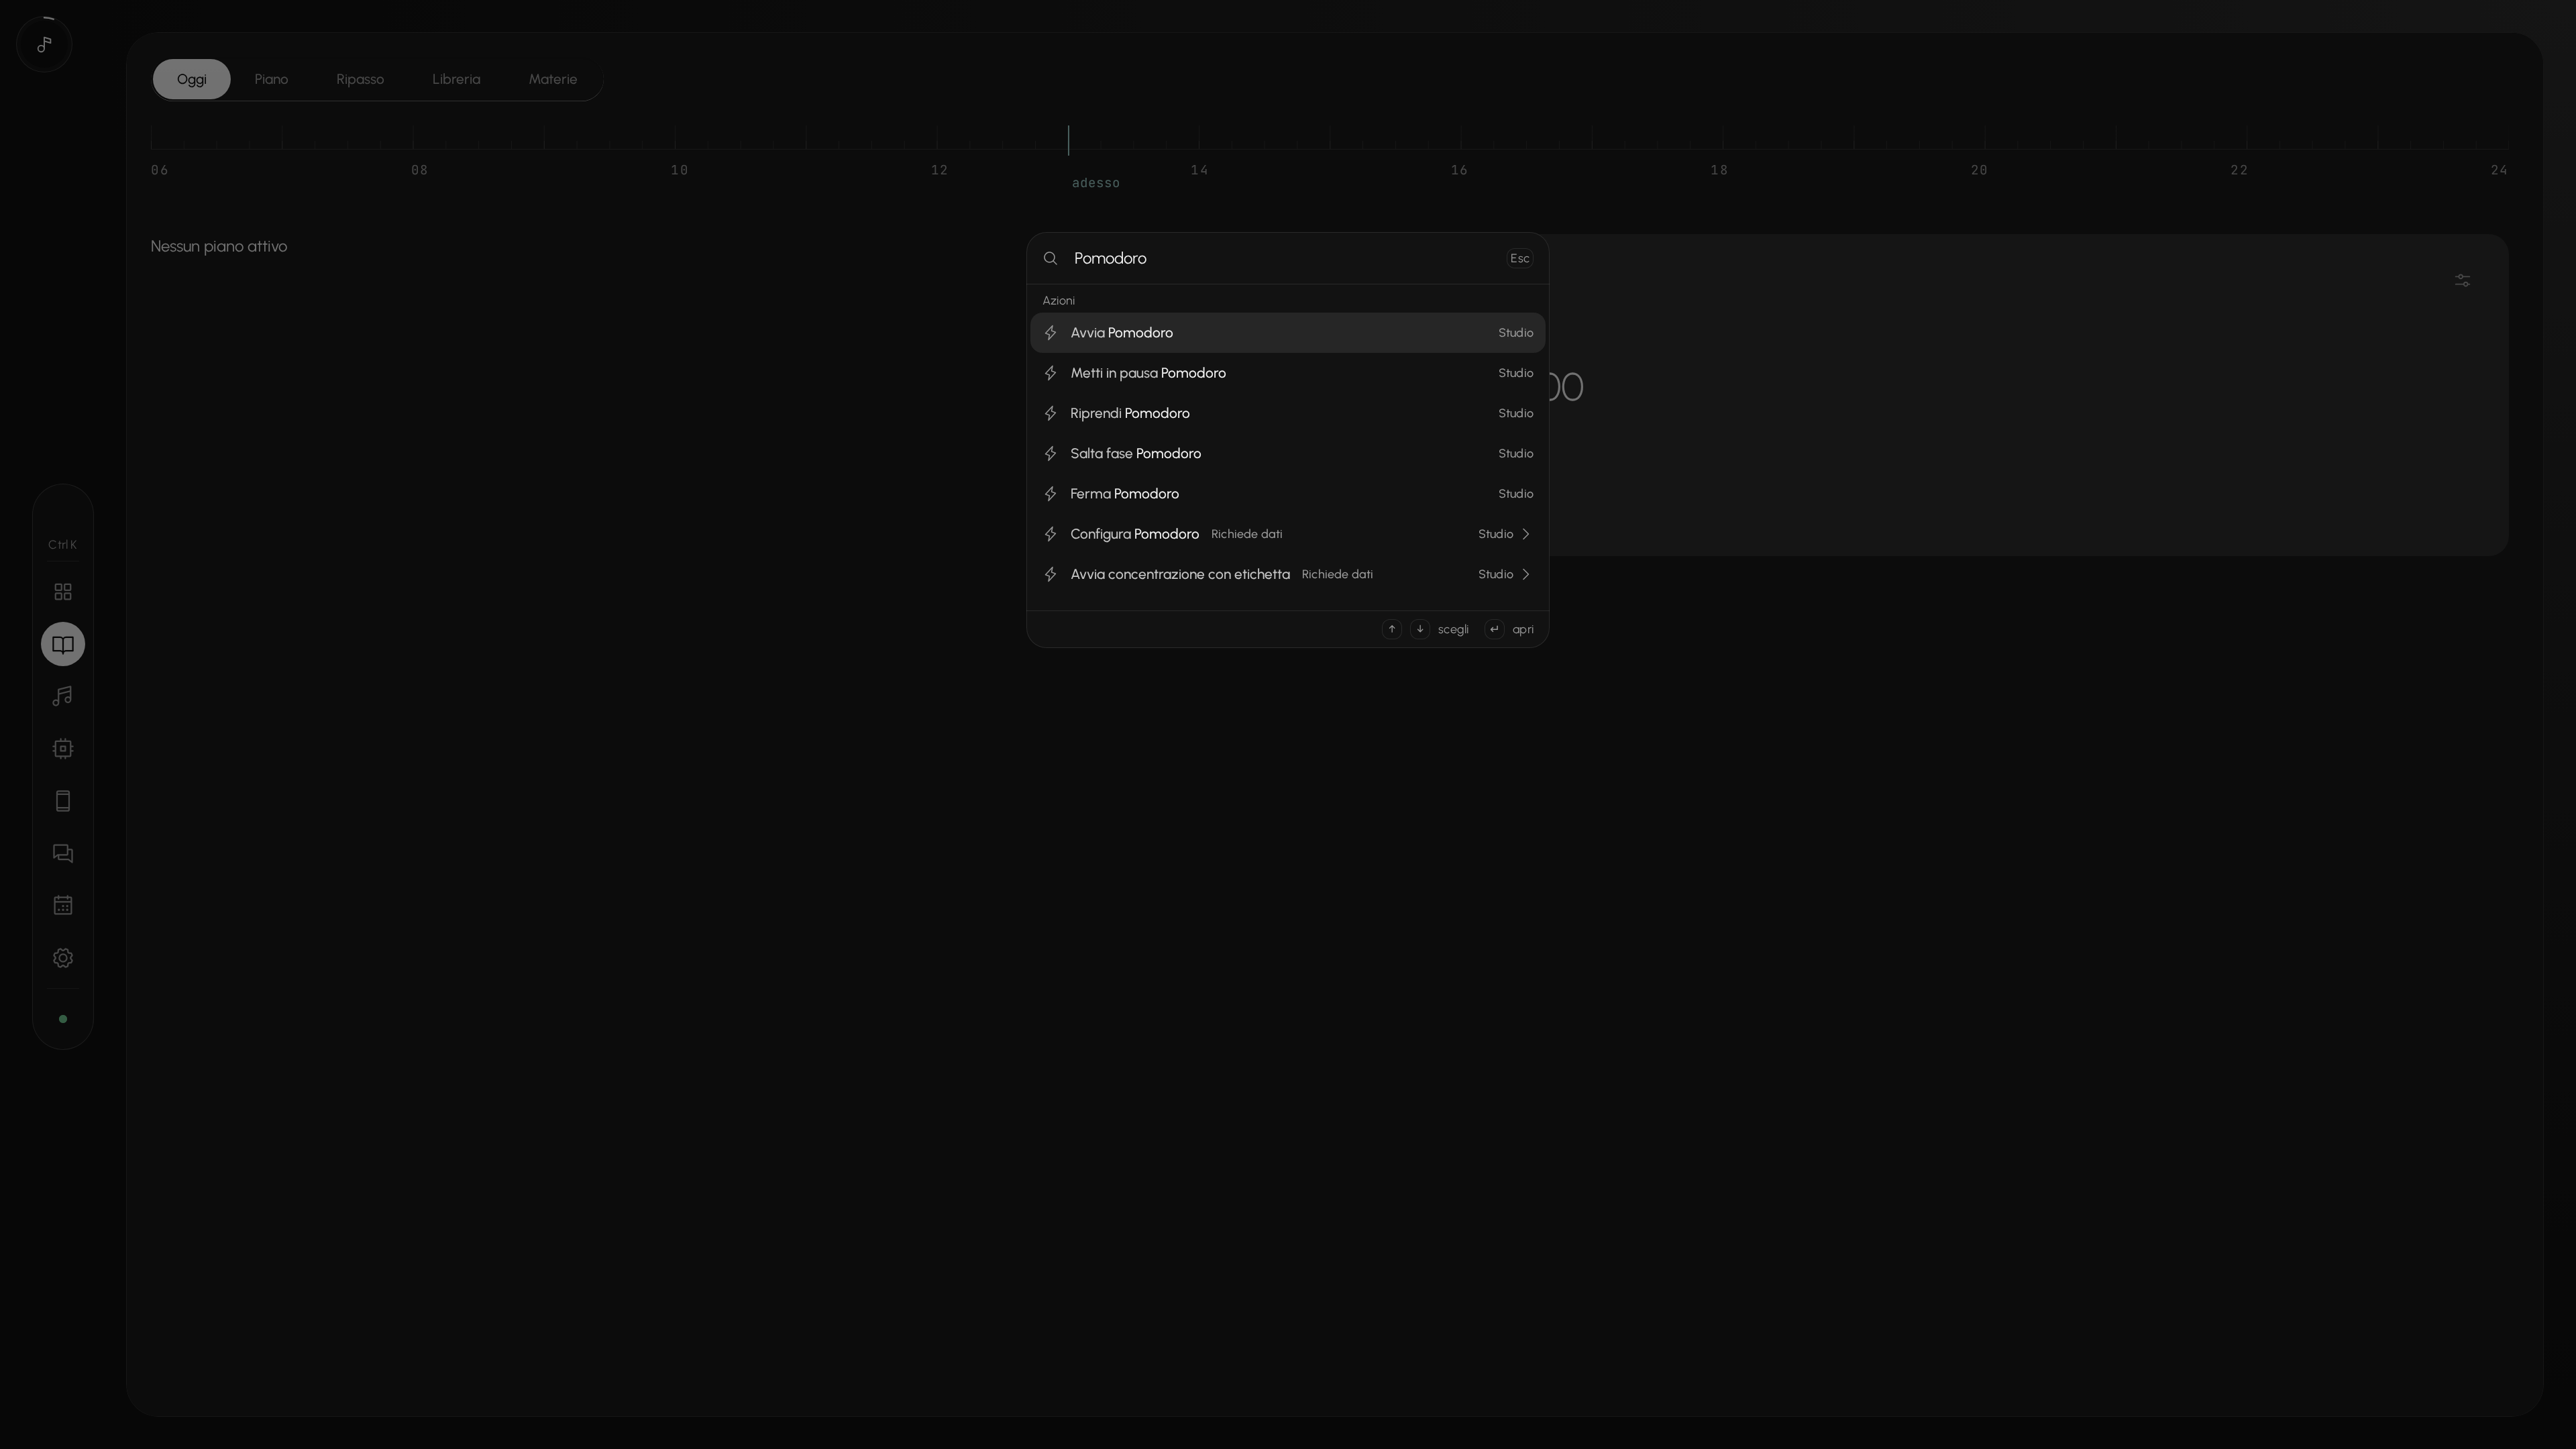 Oggi Piano Ripasso Libreria Materie
06 08 10 12 14 16 18 20 22 24
adesso
Nessun piano attivo
Pomodoro Esc
Azioni
Avvia Pomodoro Studio
Metti in pausa Pomodoro Studio
00
Riprendi Pomodoro Studio
Salta fase Pomodoro Studio
Ferma Pomodoro Studio
Configura Pomodoro Richiede dati Studio
Avvia concentrazione con etichetta Richiede dati Studio
scegli apri
Ctrl K